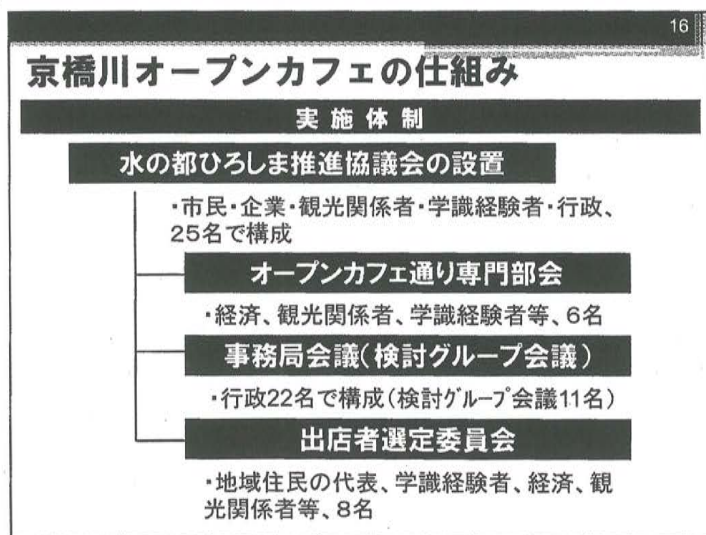 16
京橋川オープンカフェの仕組み
実施体制
水の都ひろしま推進協議会の設置
・市民・企業・観光関係者・学識経験者・行政、
25名で構成
オープンカフェ通り専門部会
・経済、観光関係者、学識経験者等、6名
事務局会議(検討グループ会議)
・行政22名で構成(検討グループ会議11名)
出店者選定委員会
・地域住民の代表、学識経験者、経済、観
光関係者等、8名